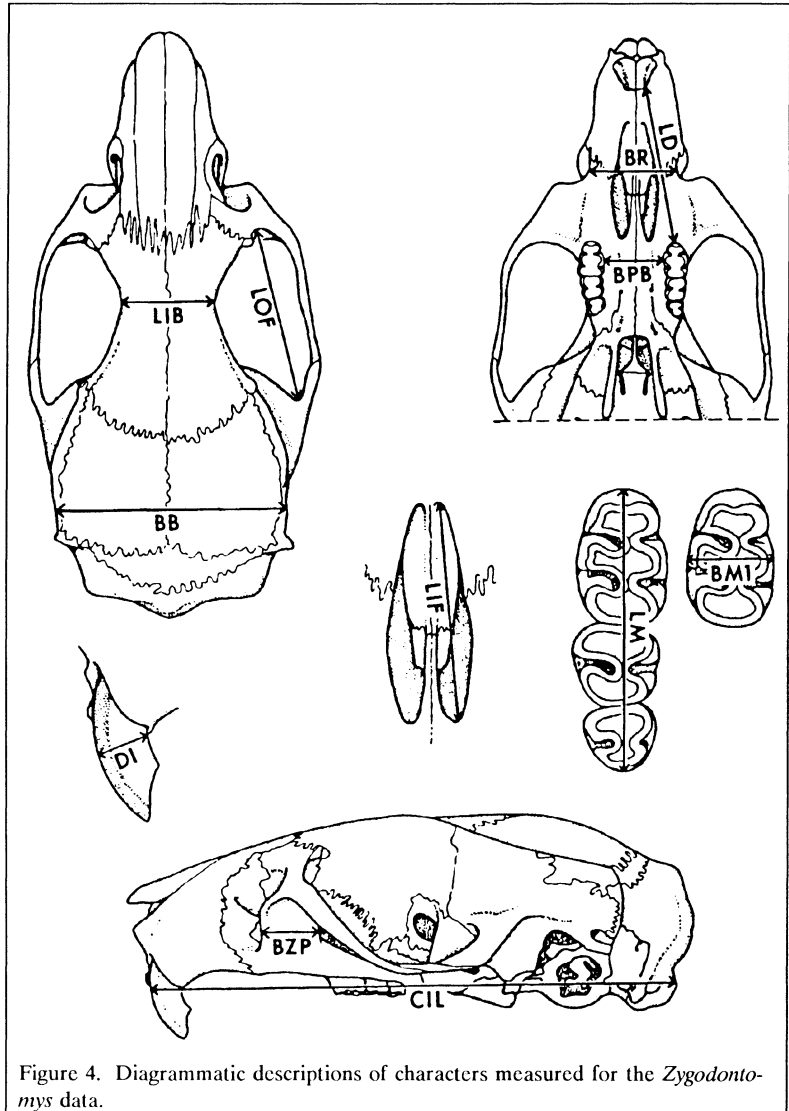 LIB
LOF
BB
BR
LD
BPB
LIF
LM
BM1
DI
BZP
CIL
Figure 4. Diagrammatic descriptions of characters measured for the Zygodonto-
mys data.